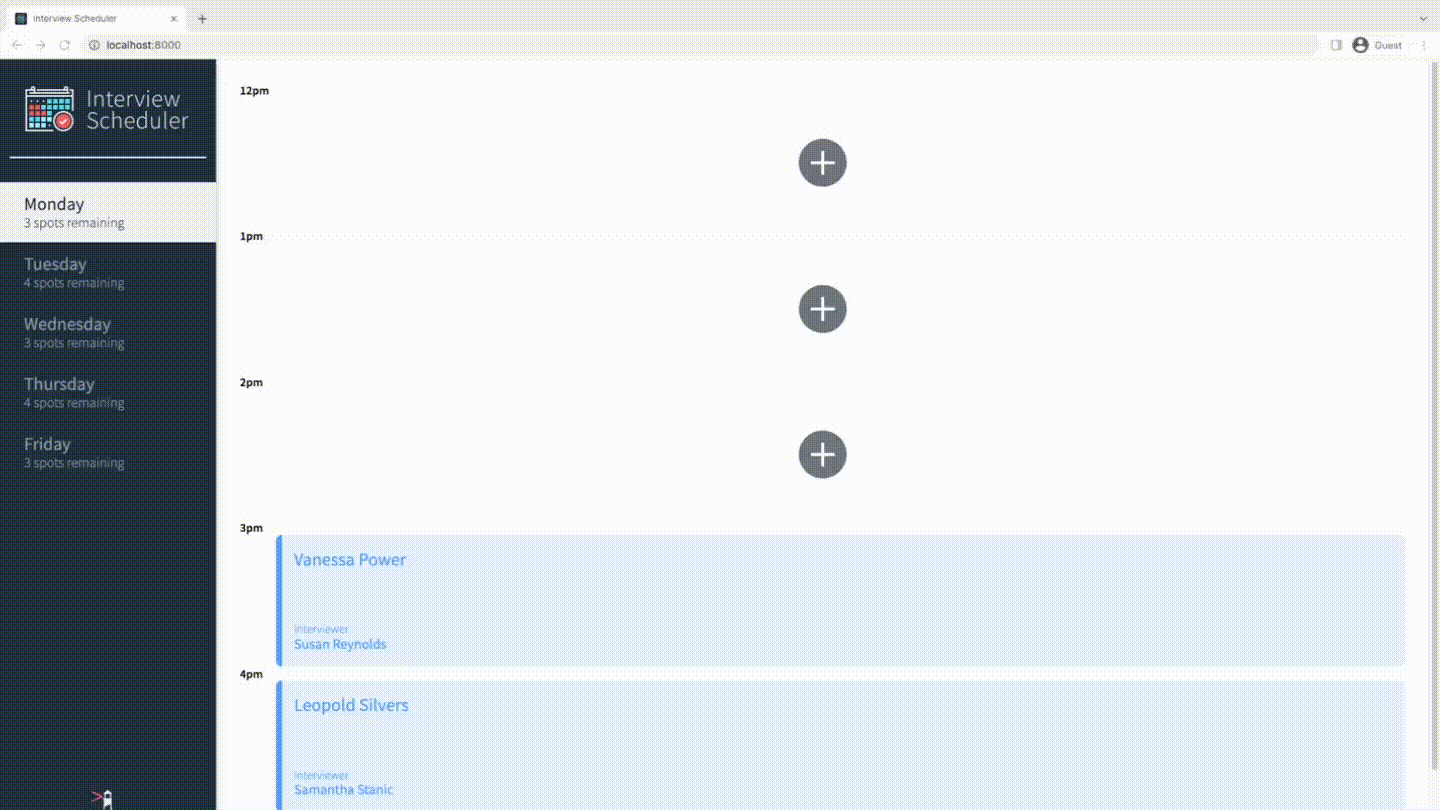 Interview Scheduler
localhost:8000
Guest
Interview
Scheduler
Monday
3 spots remaining
Tuesday
4 spots remaining
Wednesday
3 spots remaining
Thursday
4 spots remaining
Friday
3 spots remaining
12pm
1pm
2pm
3pm
Vanessa Power
Interviewer
Susan Reynolds
4pm
Leopold Silvers
Interviewer
Samantha Stanic